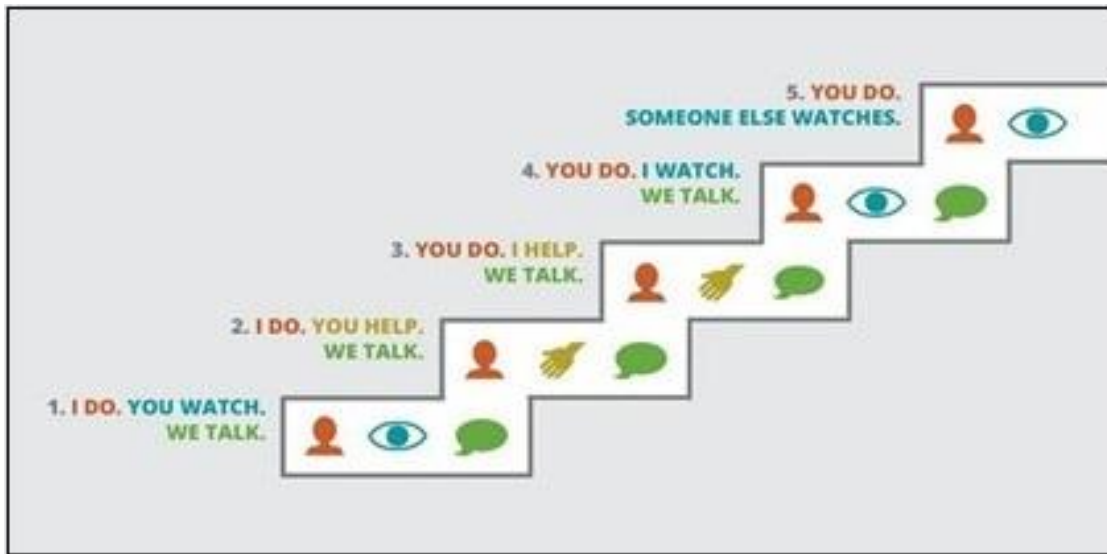 5. YOU DO.
SOMEONE ELSE WATCHES.
4. YOU DO. I WATCH.
WE TALK.
3. YOU DO. I HELP.
WE TALK.
2. I DO. YOU HELP.
WE TALK.
1. I DO. YOU WATCH.
WE TALK.